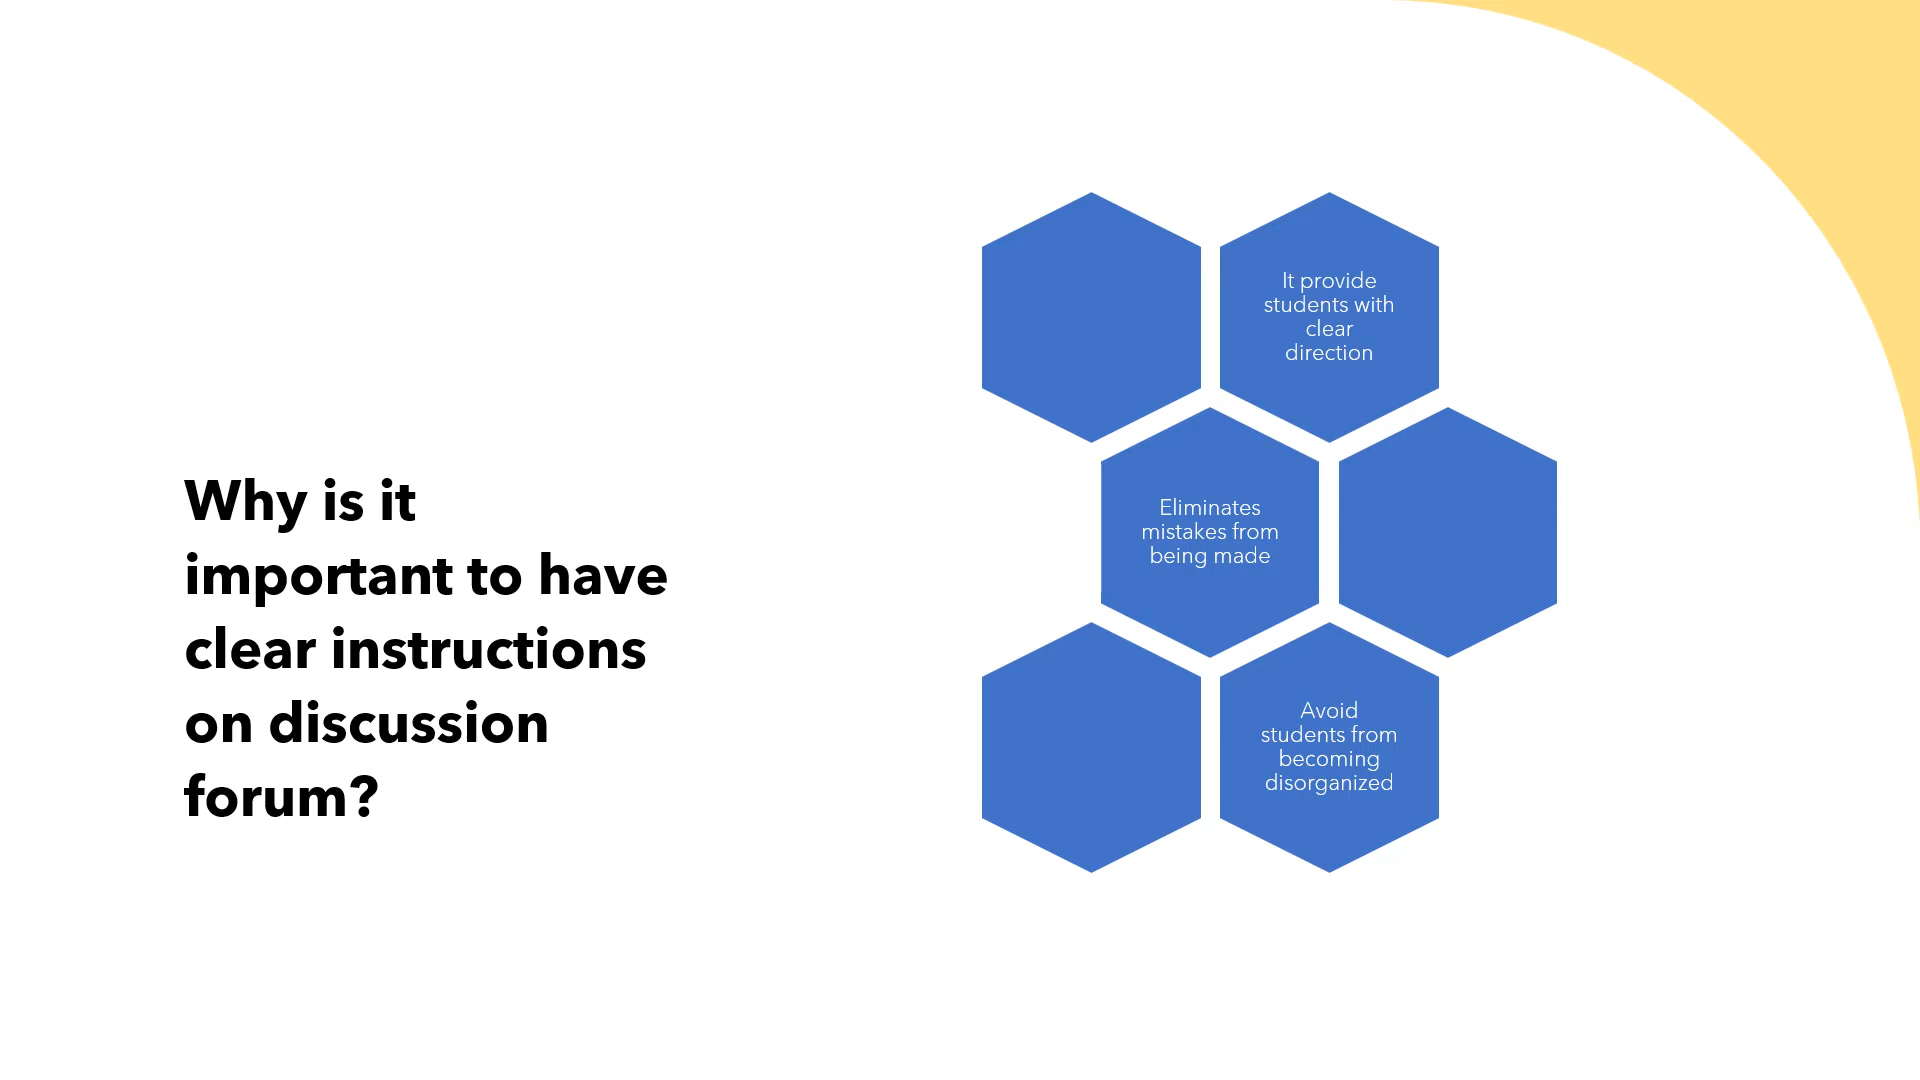 Why is it
important to have
clear instructions
on discussion
forum?
It provide
students with
clear
direction
Eliminates
mistakes from
being made
Avoid
students from
becoming
disorganized